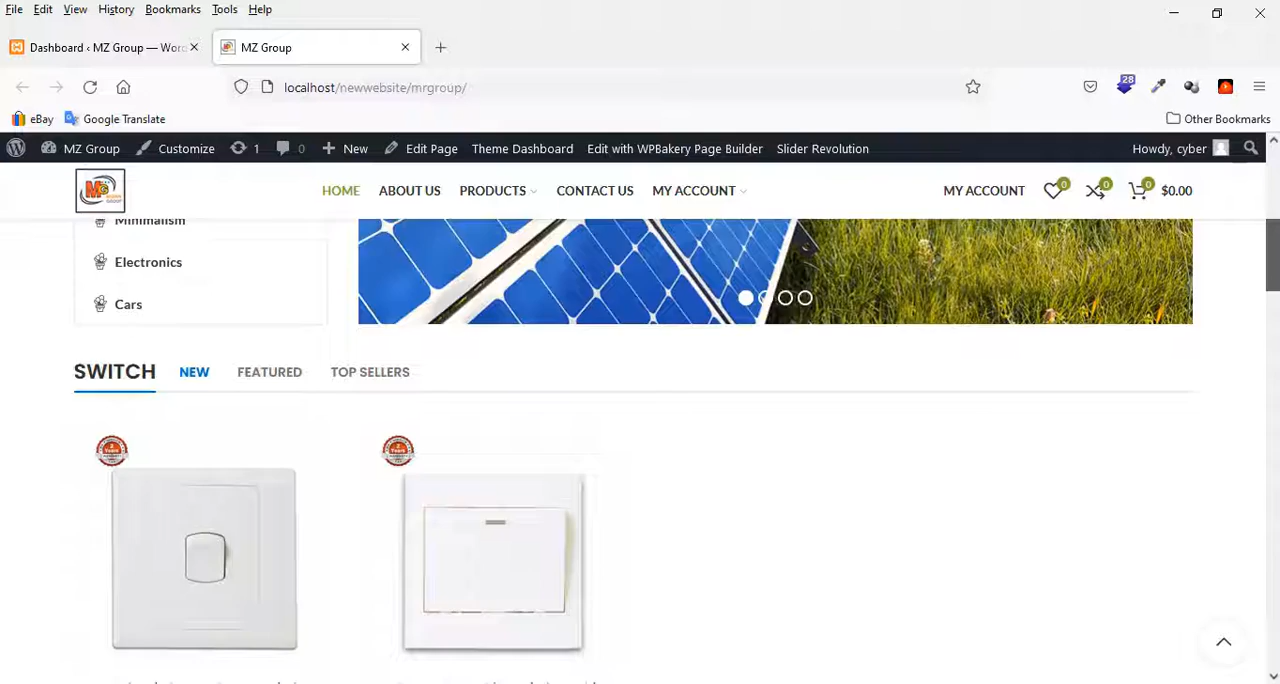 File Edit View History Bookmarks Tools Help
Dashboard ‹ MZ Group — Word
MZ Group
localhost/newwebsite/mrgroup/
28
eBay Google Translate Other Bookmarks
MZ Group Customize 1 0 New Edit Page Theme Dashboard Edit with WPBakery Page Builder Slider Revolution Howdy, cyber
MG HOME ABOUT US PRODUCTS CONTACT US MY ACCOUNT MY ACCOUNT 0 0 0 $0.00
Minimalism
Electronics
Cars
SWITCH NEW FEATURED TOP SELLERS